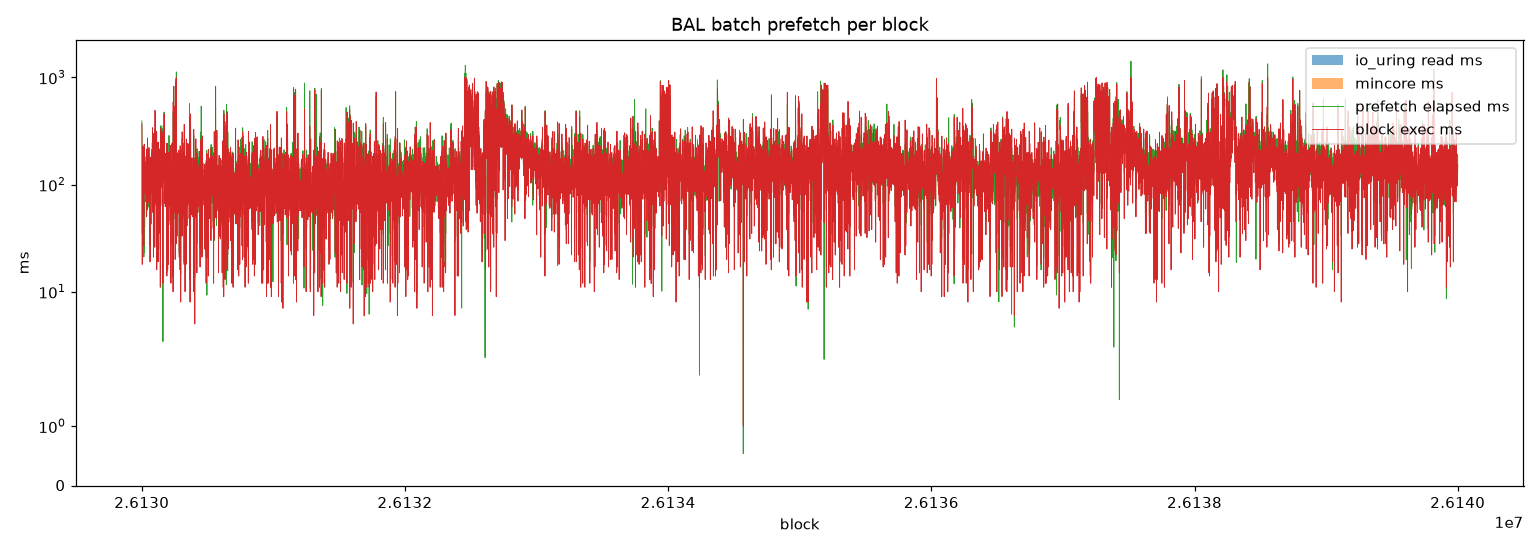 BAL batch prefetch per block
io_uring read ms
mincore ms
prefetch elapsed ms
block exec ms
10³
10²
10¹
10⁰
0
ms
2.6130 2.6132 2.6134 2.6136 2.6138 2.6140
block
1e7